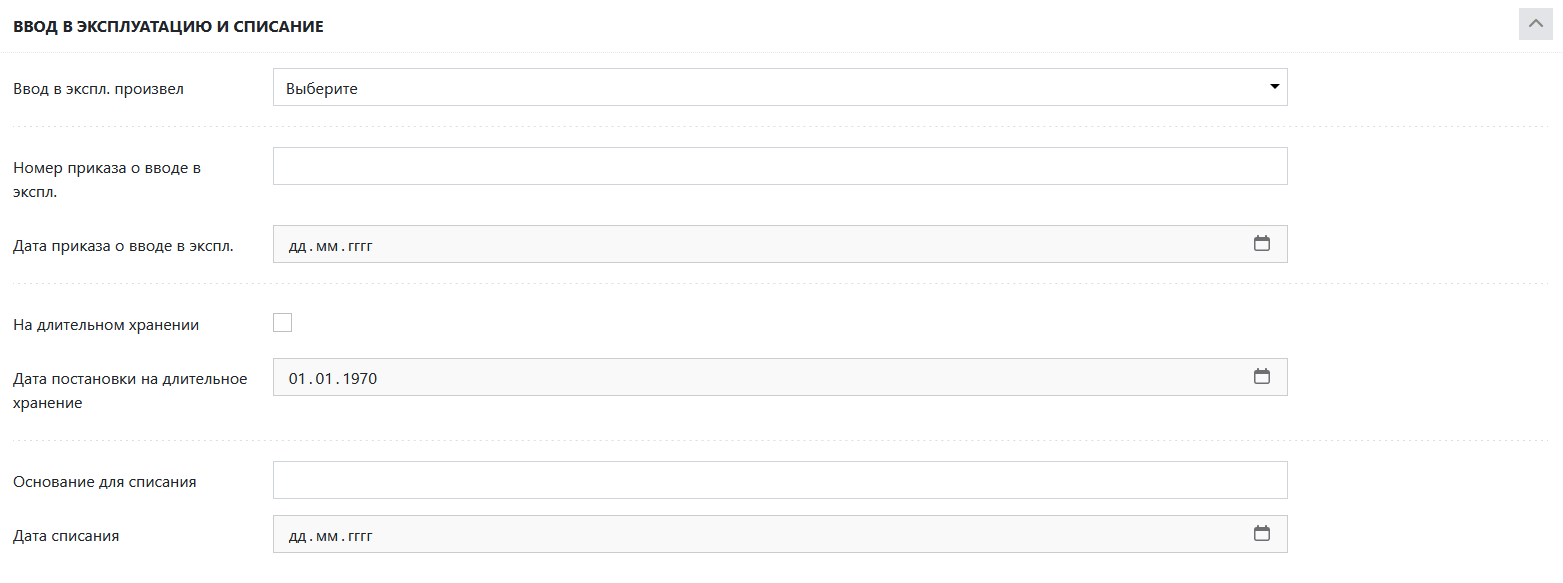 ВВОД В ЭКСПЛУАТАЦИЮ И СПИСАНИЕ
Ввод в экспл. произвел
Выберите
Номер приказа о вводе в
экспл.
Дата приказа о вводе в экспл.
дд.мм.гггг
На длительном хранении
Дата постановки на длительное
хранение
01.01.1970
Основание для списания
Дата списания
дд.мм.гггг